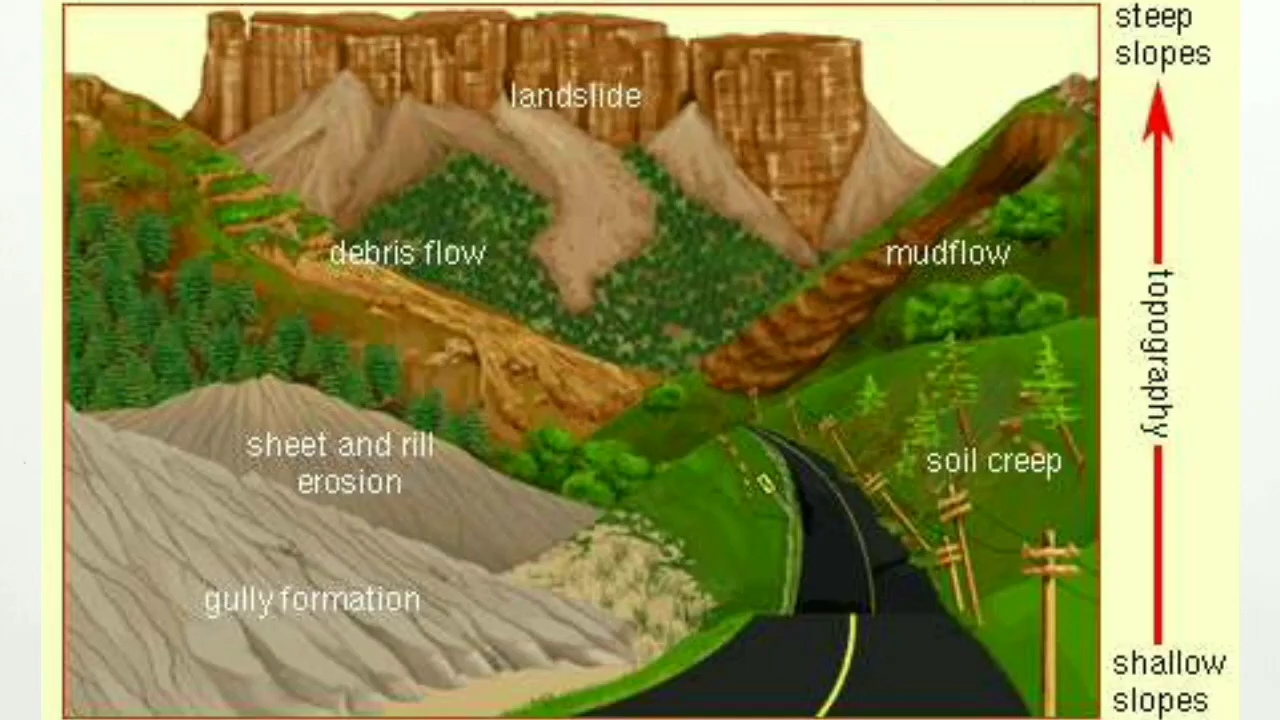 steep
slopes
landslide
debris flow
mudflow
topography
sheet and rill
erosion
soil creep
gully formation
shallow
slopes